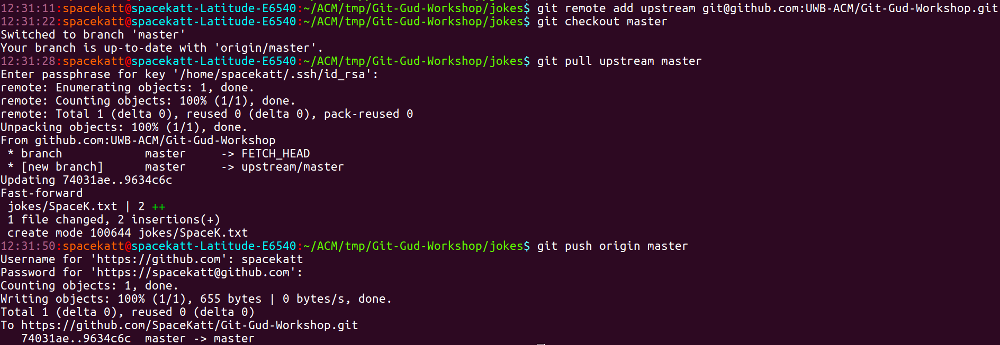 12:31:11:spacekatt@spacekatt-Latitude-E6540:~/ACM/tmp/Git-Gud-Workshop/jokes$ git remote add upstream git@github.com:UWB-ACM/Git-Gud-Workshop.git
12:31:22:spacekatt@spacekatt-Latitude-E6540:~/ACM/tmp/Git-Gud-Workshop/jokes$ git checkout master
Switched to branch 'master'
Your branch is up-to-date with 'origin/master'.
12:31:28:spacekatt@spacekatt-Latitude-E6540:~/ACM/tmp/Git-Gud-Workshop/jokes$ git pull upstream master
Enter passphrase for key '/home/spacekatt/.ssh/id_rsa':
remote: Enumerating objects: 1, done.
remote: Counting objects: 100% (1/1), done.
remote: Total 1 (delta 0), reused 0 (delta 0), pack-reused 0
Unpacking objects: 100% (1/1), done.
From github.com:UWB-ACM/Git-Gud-Workshop
 * branch            master     -> FETCH_HEAD
 * [new branch]      master     -> upstream/master
Updating 74031ae..9634c6c
Fast-forward
 jokes/SpaceK.txt | 2 ++
 1 file changed, 2 insertions(+)
 create mode 100644 jokes/SpaceK.txt
12:31:50:spacekatt@spacekatt-Latitude-E6540:~/ACM/tmp/Git-Gud-Workshop/jokes$ git push origin master
Username for 'https://github.com': spacekatt
Password for 'https://spacekatt@github.com':
Counting objects: 1, done.
Writing objects: 100% (1/1), 655 bytes | 0 bytes/s, done.
Total 1 (delta 0), reused 0 (delta 0)
To https://github.com/SpaceKatt/Git-Gud-Workshop.git
   74031ae..9634c6c  master -> master